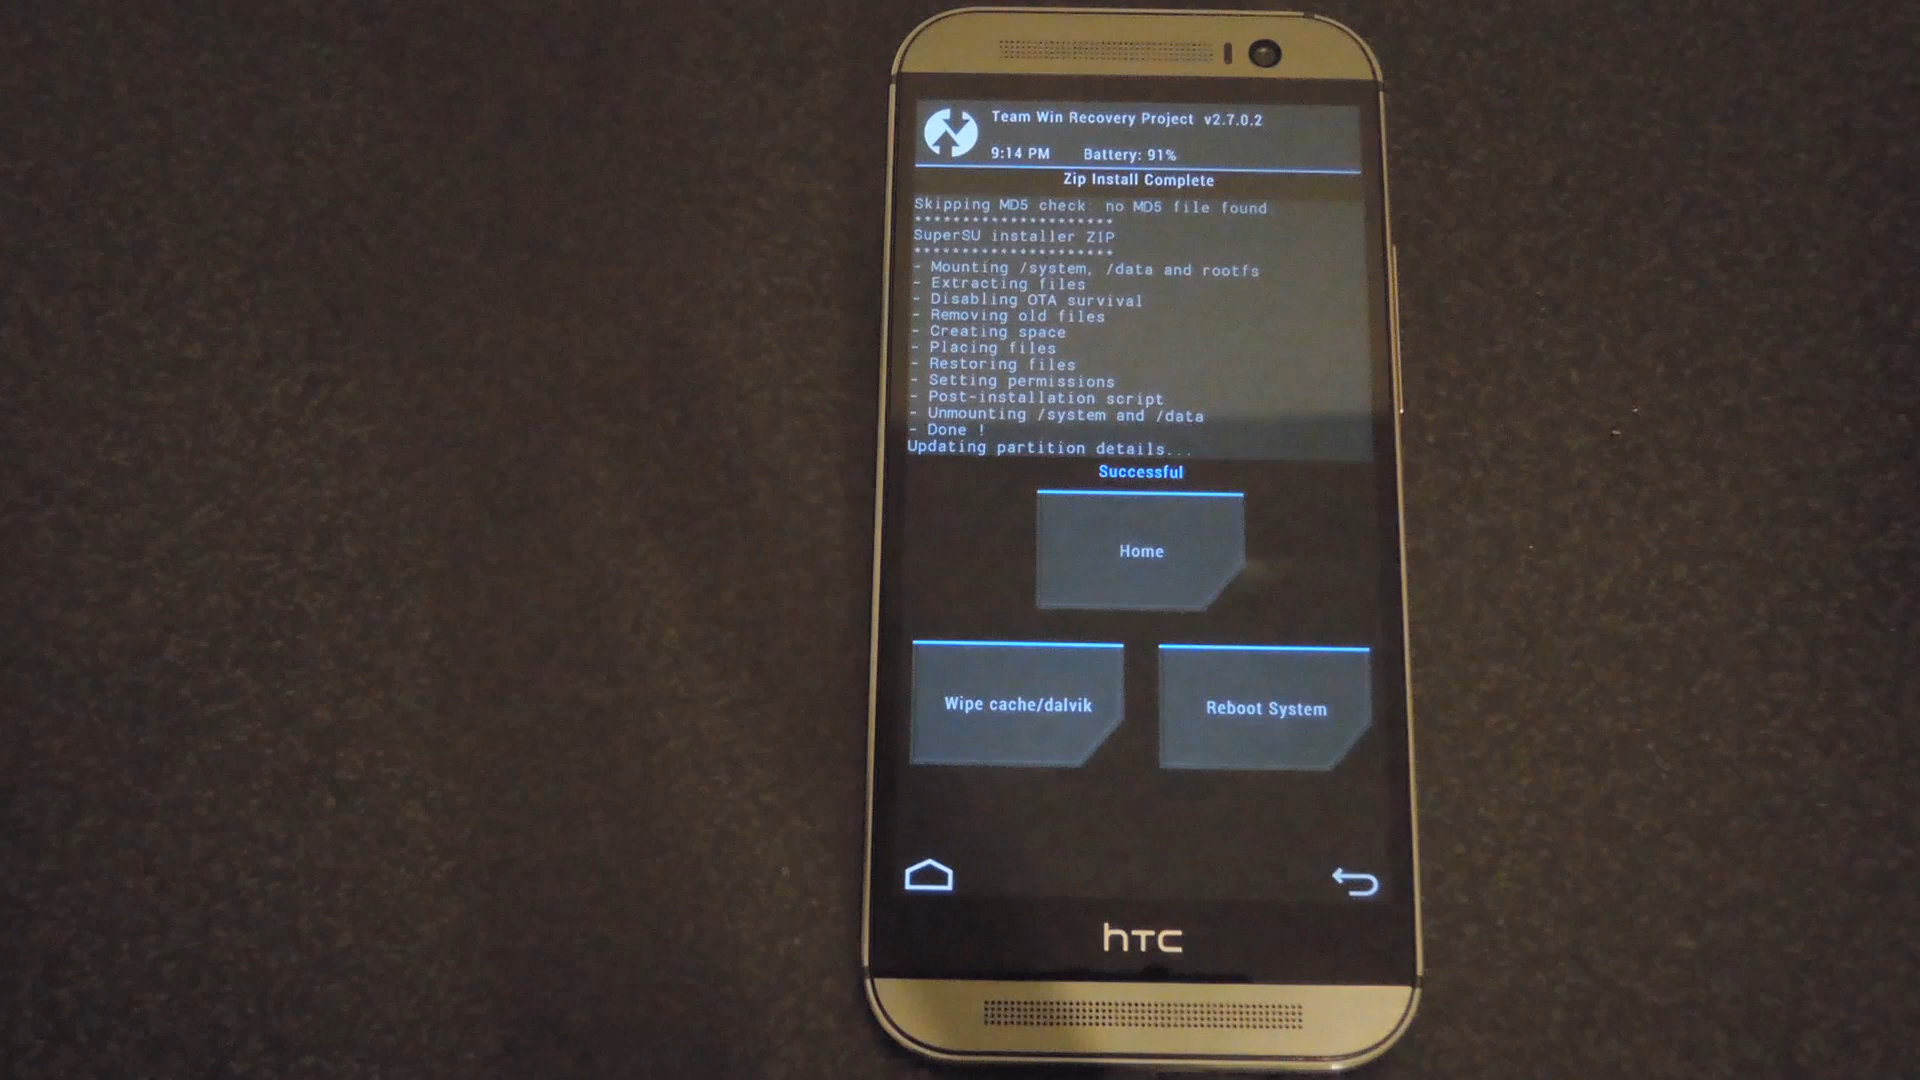 Team Win Recovery Project v2.7.0.2
9:14 PM Battery: 91%
Zip Install Complete
Skipping MD5 check: no MD5 file found
*********************
SuperSU installer ZIP
*********************
- Mounting /system, /data and rootfs
- Extracting files
- Disabling OTA survival
- Removing old files
- Creating space
- Placing files
- Restoring files
- Setting permissions
- Post-installation script
- Unmounting /system and /data
- Done !
Updating partition details...
Successful
Home
Wipe cache/dalvik
Reboot System
hTC